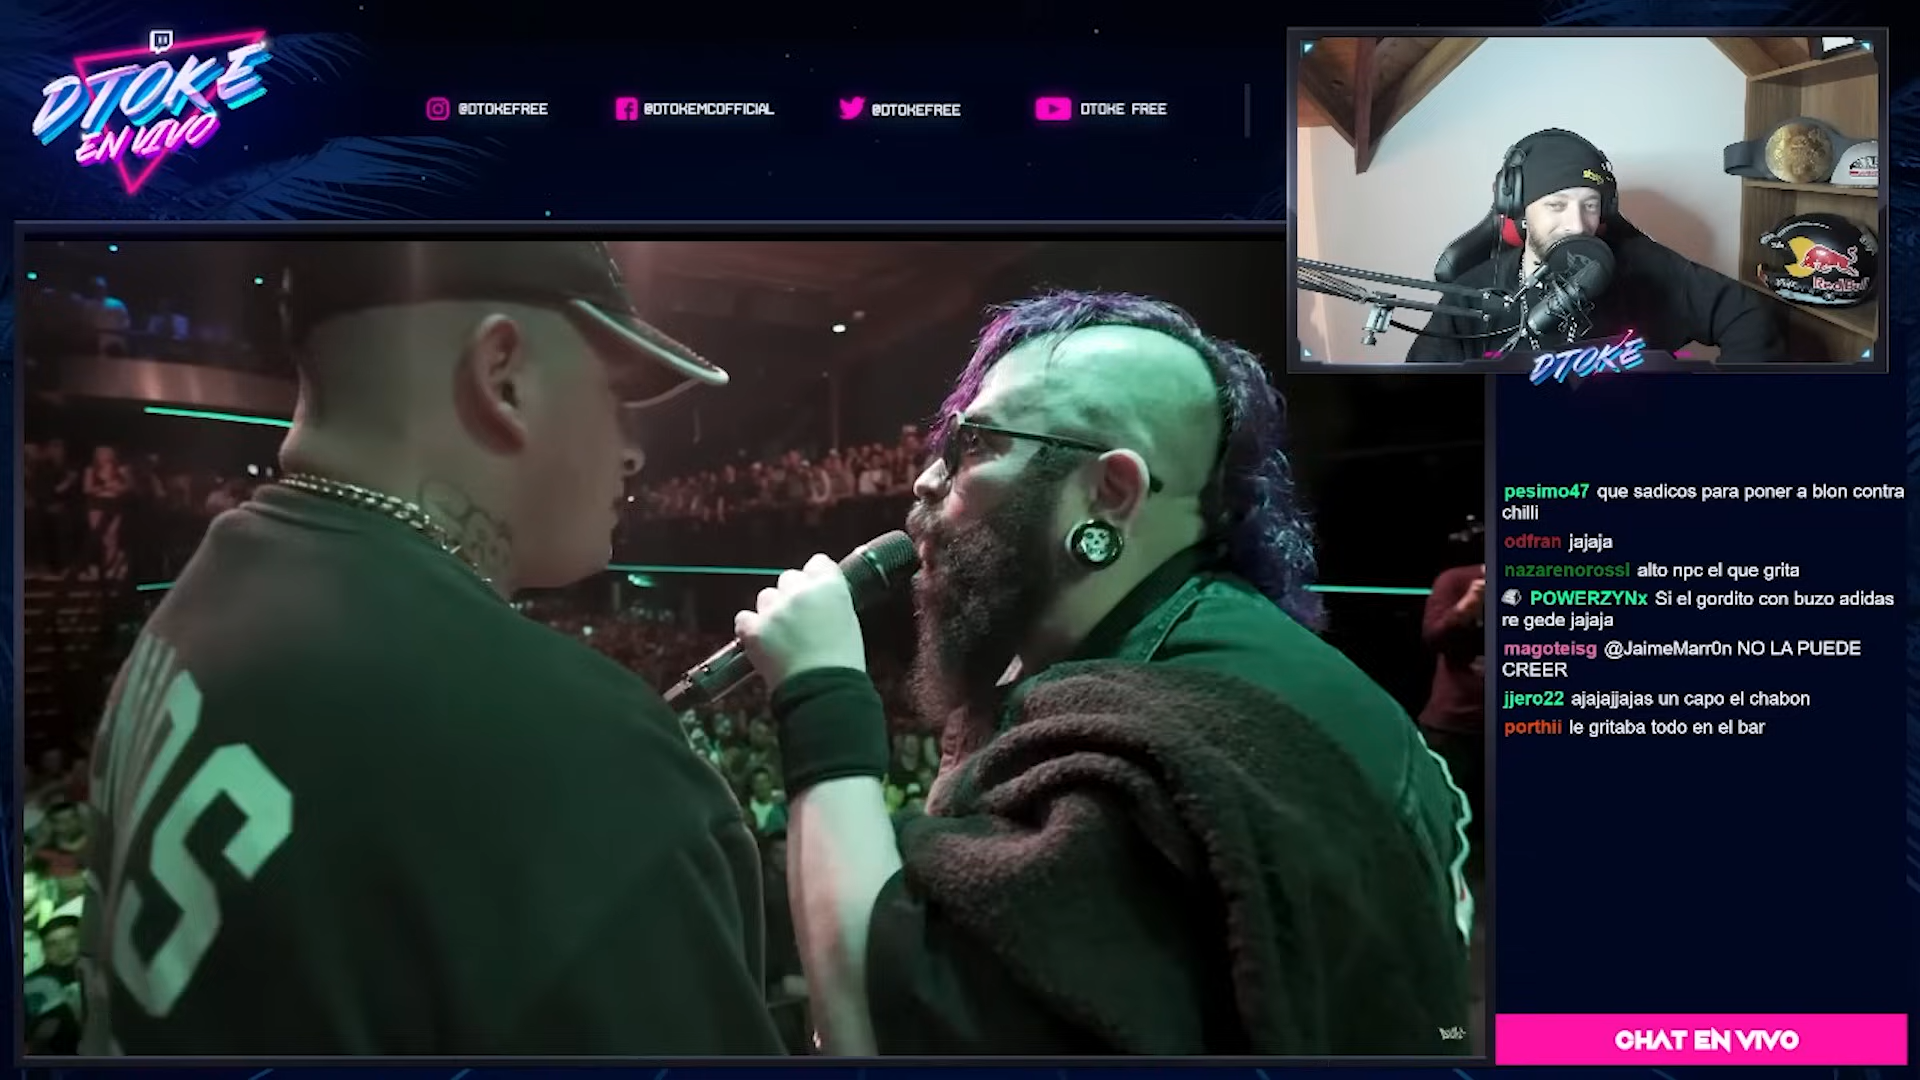 DTOKE
EN VIVO
@DTOKEFREE
@DTOKEMCOFFICIAL
@DTOKEFREE
DTOKE FREE
RedBull
DTOKE
pesimo47 que sadicos para poner a blon contra
chilli
odfran jajaja
nazarenorossl alto npc el que grita
POWERZYNx Si el gordito con buzo adidas
re gede jajaja
magoteisg @JaimeMarr0n NO LA PUEDE
CREER
jjero22 ajajajjajas un capo el chabon
porthii le gritaba todo en el bar
CHAT EN VIVO